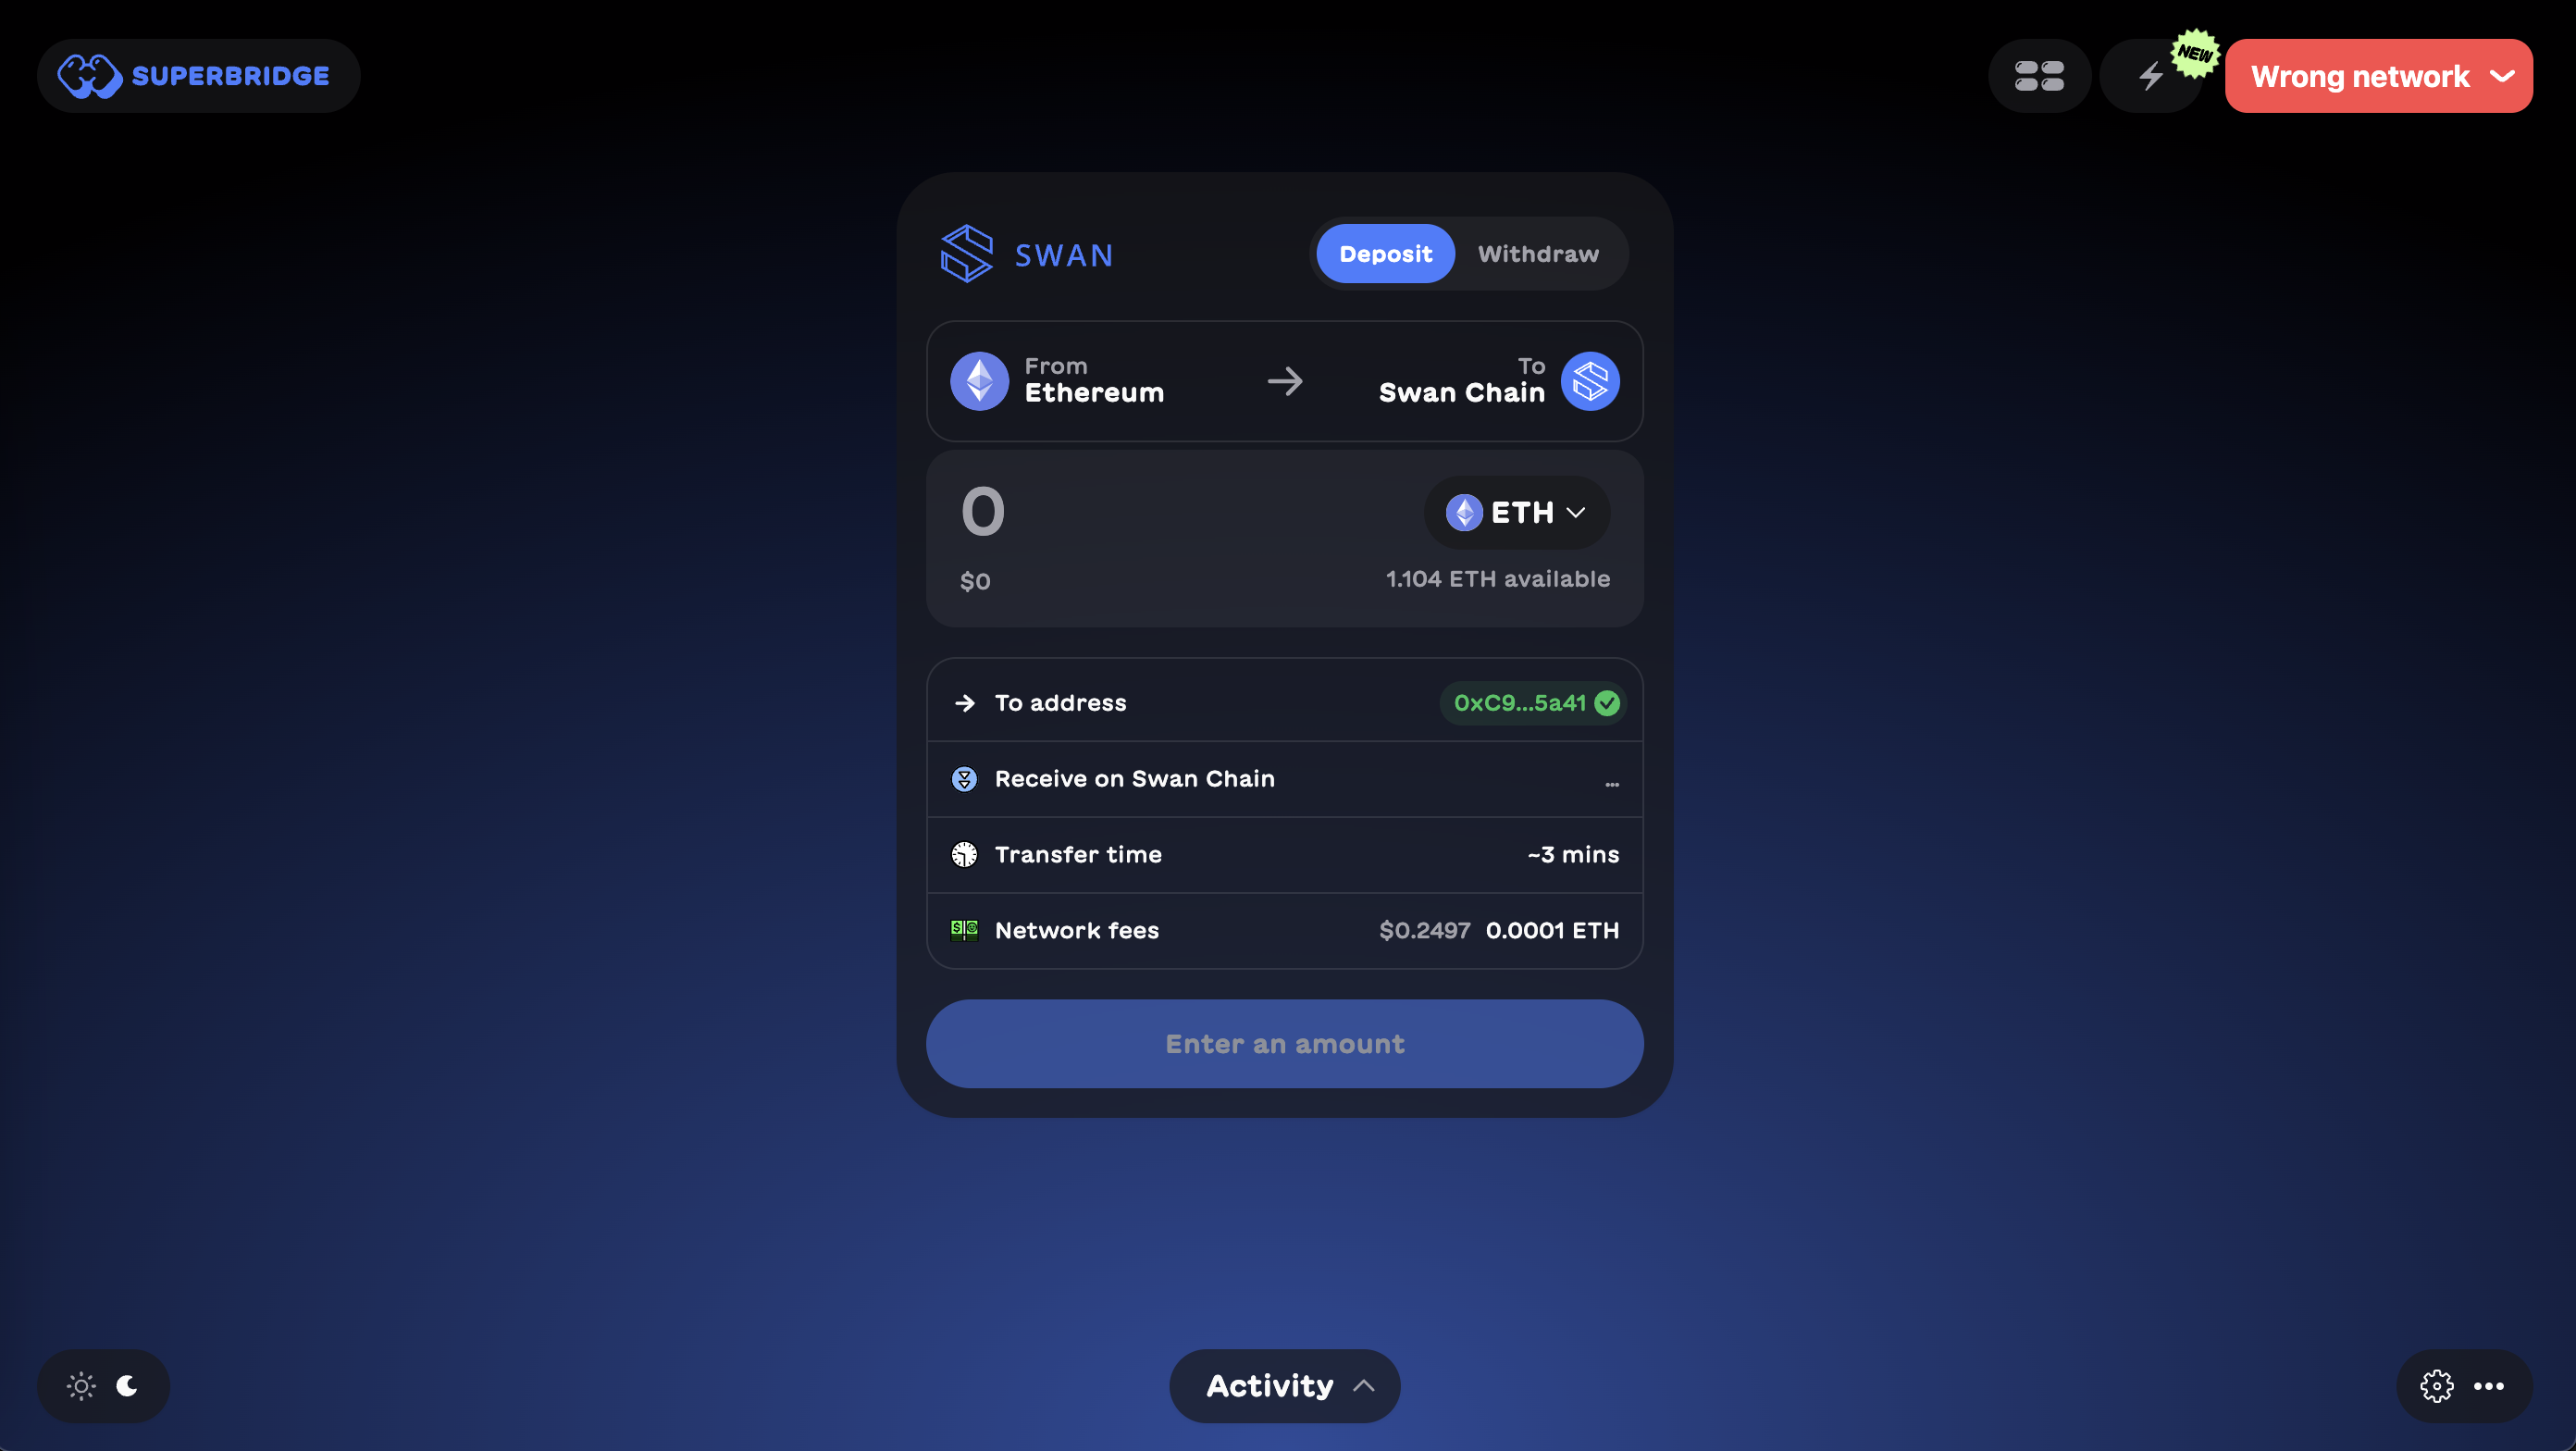 SUPERBRIDGE
NEW
Wrong network
SWAN
Deposit
Withdraw
From
Ethereum
To
Swan Chain
0
ETH
$0
1.104 ETH available
To address
0xC9...5a41
Receive on Swan Chain
…
Transfer time
~3 mins
Network fees
$0.2497 0.0001 ETH
Enter an amount
Activity